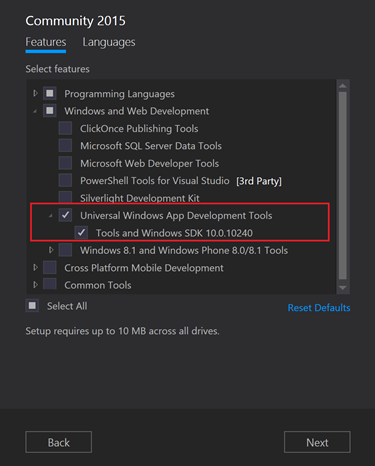 Community 2015
Features Languages
Select features
Programming Languages
Windows and Web Development
ClickOnce Publishing Tools
Microsoft SQL Server Data Tools
Microsoft Web Developer Tools
PowerShell Tools for Visual Studio [3rd Party]
Silverlight Development Kit
Universal Windows App Development Tools
Tools and Windows SDK 10.0.10240
Windows 8.1 and Windows Phone 8.0/8.1 Tools
Cross Platform Mobile Development
Common Tools
Select All
Reset Defaults
Setup requires up to 10 MB across all drives.
Back Next